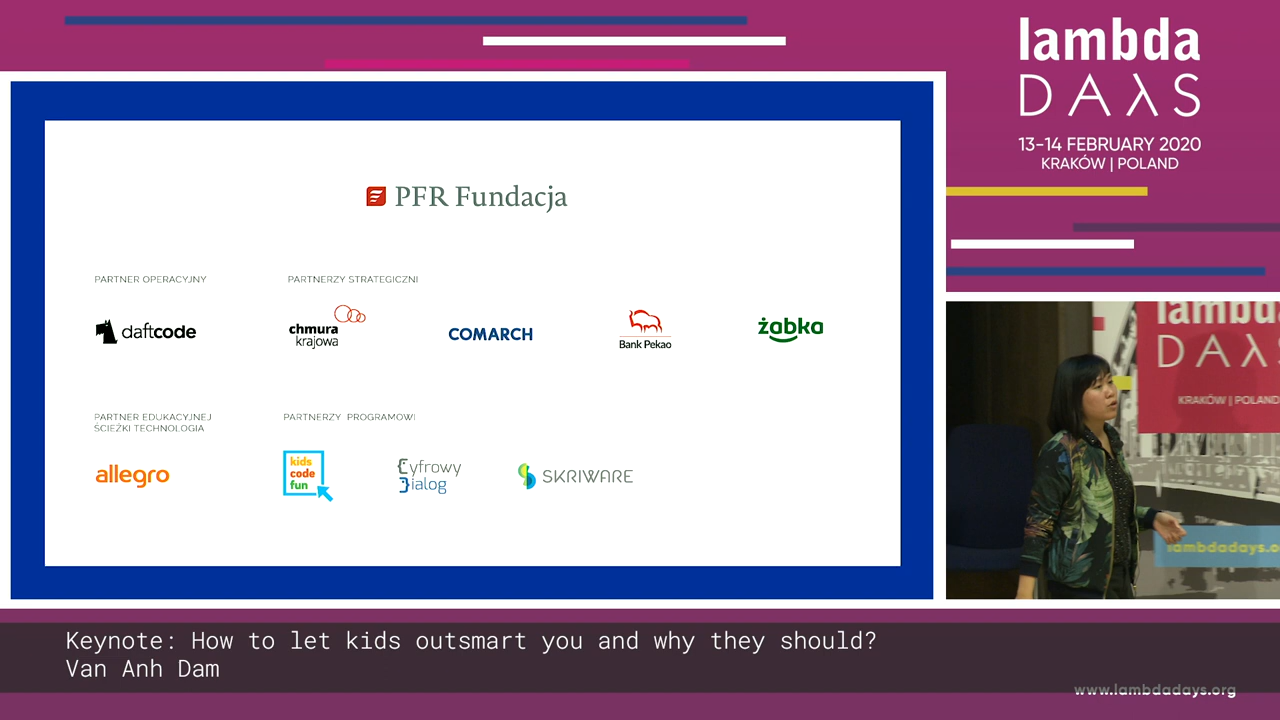 lambda
DAλS
13-14 FEBRUARY 2020
KRAKÓW | POLAND
PFR Fundacja
PARTNER OPERACYJNY
PARTNERZY STRATEGICZNI
daftcode
chmura
krajowa
COMARCH
Bank Pekao
żabka
PARTNER EDUKACYJNEJ
ŚCIEŻKI TECHNOLOGIA
PARTNERZY PROGRAMOWI
allegro
kids
code
fun
Cyfrowy
Dialog
SKRIWARE
lambda
DAλS
KRAKÓW | POLAND
lambdadays.o
Keynote: How to let kids outsmart you and why they should?
Van Anh Dam
www.lambdadays.org